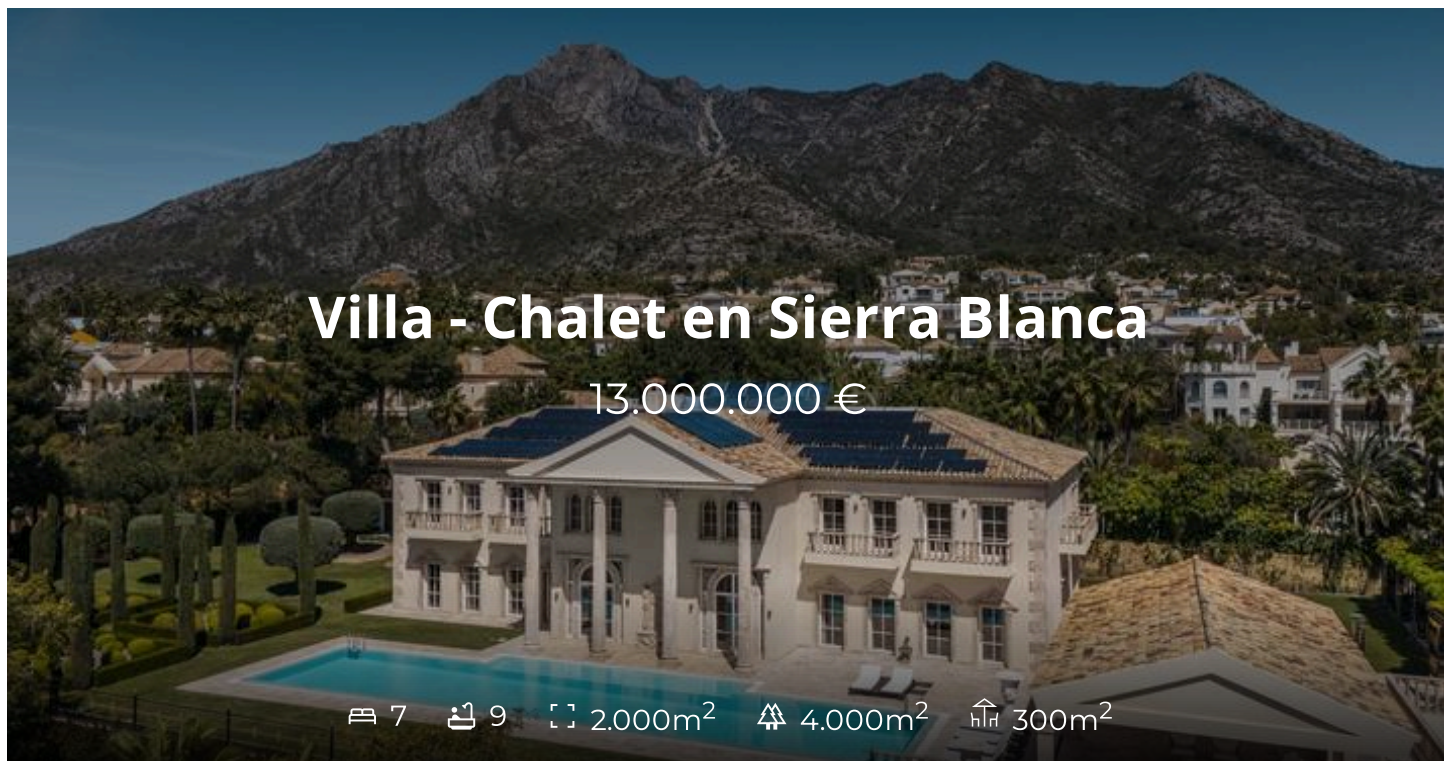 Villa - Chalet en Sierra Blanca
13.000.000 €
7 9 2.000m² 4.000m² 300m²